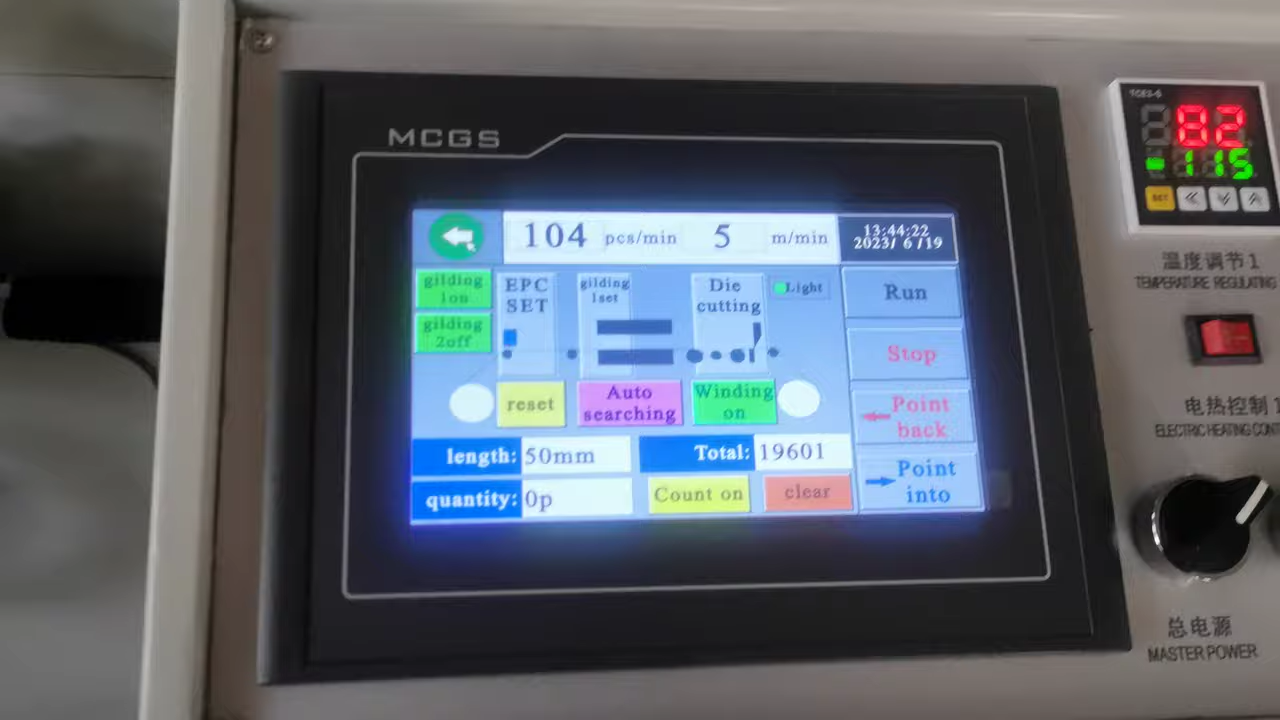 MCGS
104 pcs/min 5 m/min
13:44:22
2023/ 6 /19
gilding
1on
gilding
2off
EPC
SET
gilding
1set
Die
cutting
Light
Run
Stop
Point
back
Point
into
reset
Auto
searching
Winding
on
length: 50mm
Total: 19601
quantity: 0p
Count on
clear
82
115
SET
温度调节1
TEMPERATURE REGULATING
电热控制1
ELECTRIC HEATING CONT
总电源
MASTER POWER